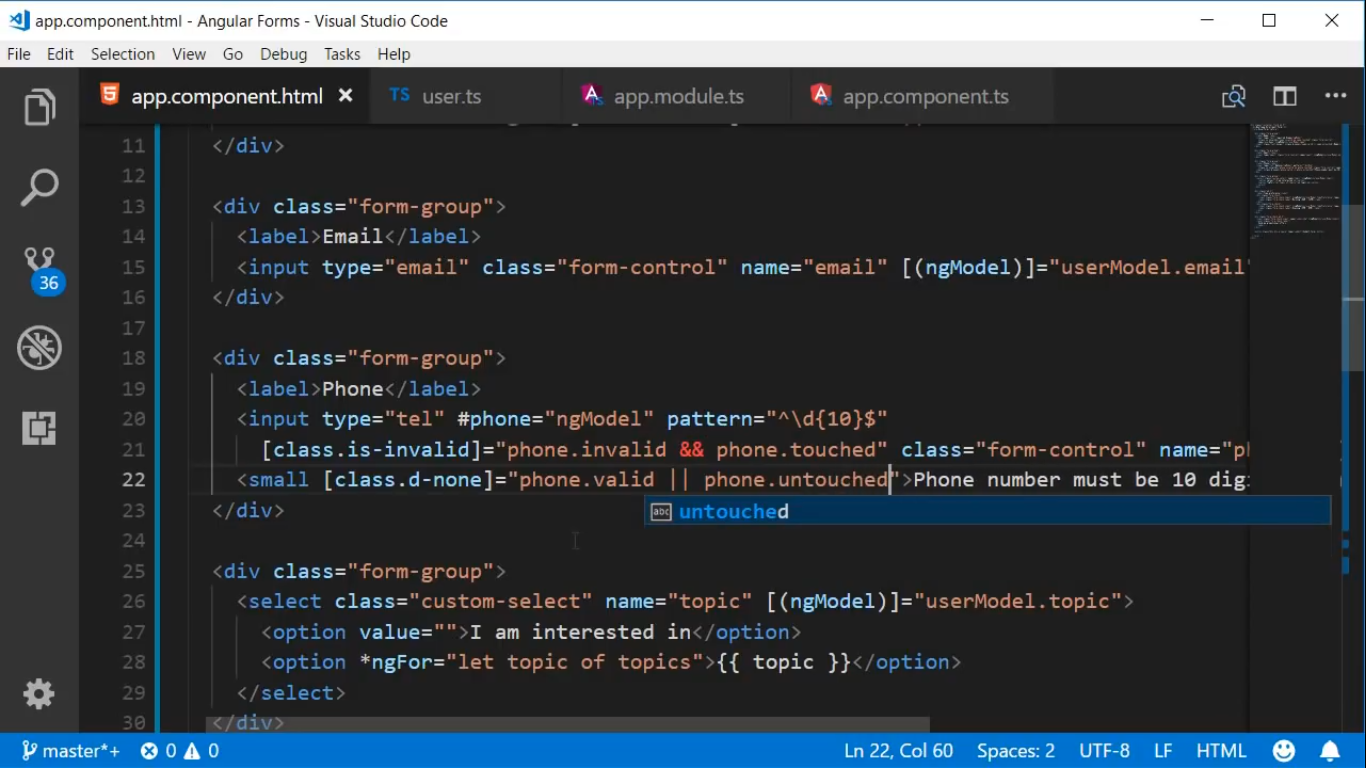 app.component.html - Angular Forms - Visual Studio Code
File Edit Selection View Go Debug Tasks Help
app.component.html TS user.ts app.module.ts app.component.ts
11 </div>
12
13 <div class="form-group">
14 <label>Email</label>
15 <input type="email" class="form-control" name="email" [(ngModel)]="userModel.email"
16 </div>
17
18 <div class="form-group">
19 <label>Phone</label>
20 <input type="tel" #phone="ngModel" pattern="^\d{10}$"
21 [class.is-invalid]="phone.invalid && phone.touched" class="form-control" name="ph
22 <small [class.d-none]="phone.valid || phone.untouched">Phone number must be 10 dig
23 </div>
abc untouched
24
25 <div class="form-group">
26 <select class="custom-select" name="topic" [(ngModel)]="userModel.topic">
27 <option value="">I am interested in</option>
28 <option *ngFor="let topic of topics">{{ topic }}</option>
29 </select>
30 </div>
36
master*+ 0 0 Ln 22, Col 60 Spaces: 2 UTF-8 LF HTML